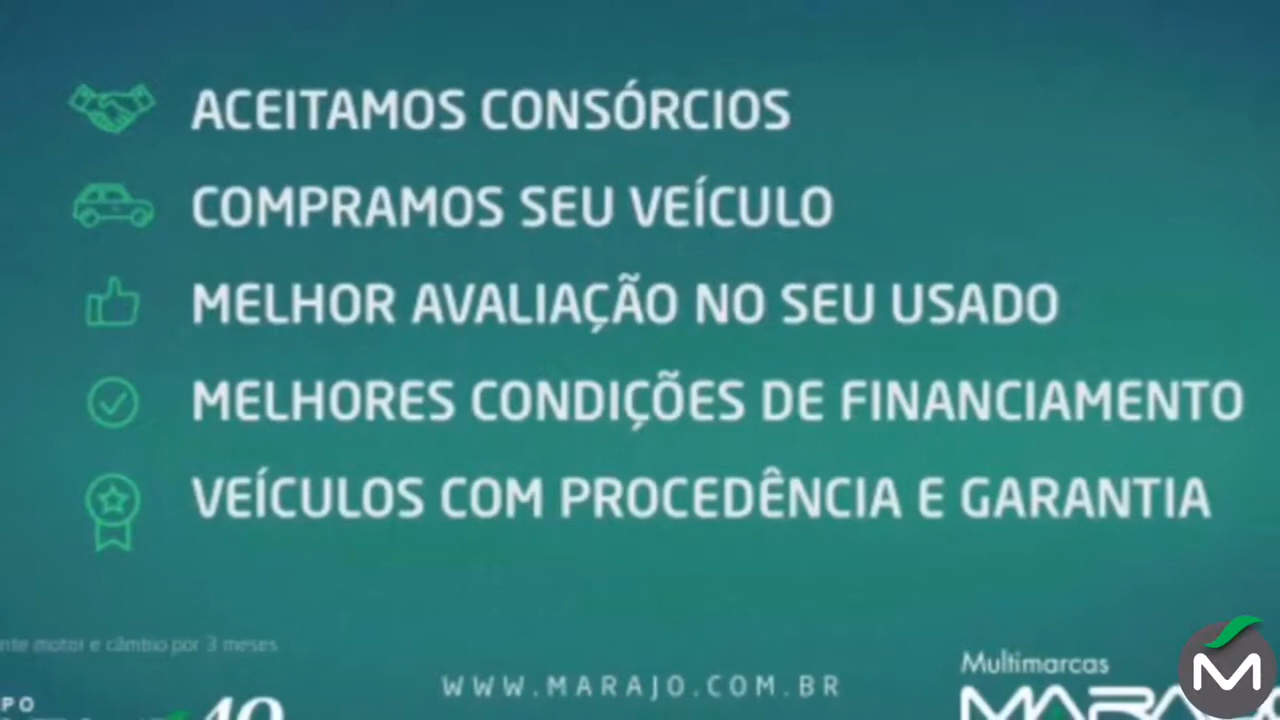 ACEITAMOS CONSÓRCIOS
COMPRAMOS SEU VEÍCULO
MELHOR AVALIAÇÃO NO SEU USADO
MELHORES CONDIÇÕES DE FINANCIAMENTO
VEÍCULOS COM PROCEDÊNCIA E GARANTIA
motor e câmbio por 3 meses
WWW.MARAJO.COM.BR
Multimarcas
40
M